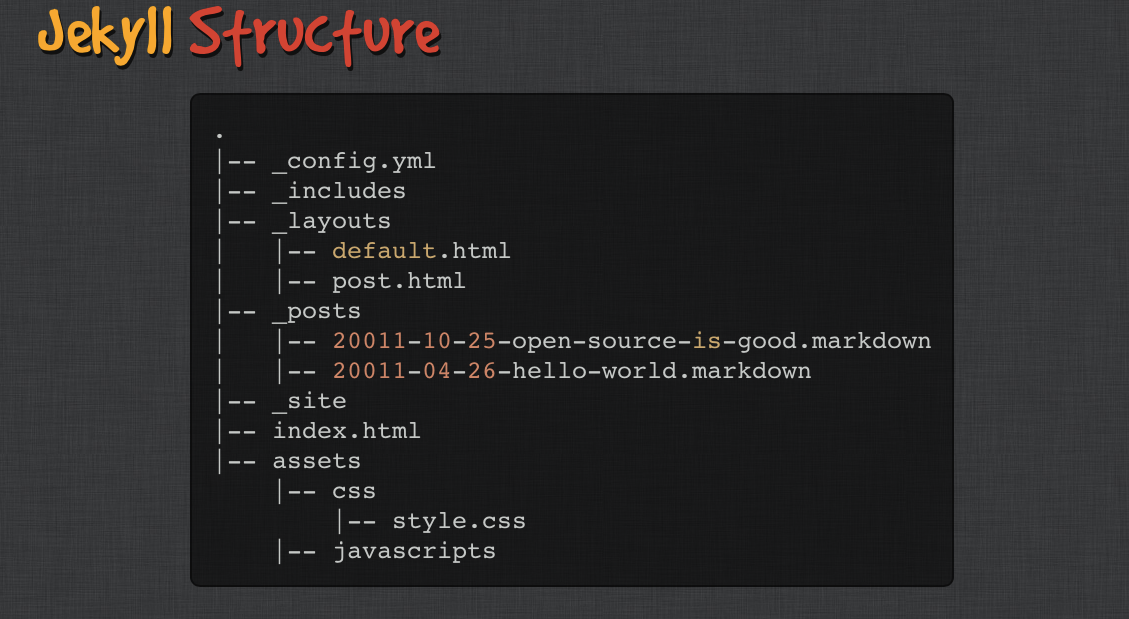 Jekyll Structure
.
|-- _config.yml
|-- _includes
|-- _layouts
|   |-- default.html
|   |-- post.html
|-- _posts
|   |-- 20011-10-25-open-source-is-good.markdown
|   |-- 20011-04-26-hello-world.markdown
|-- _site
|-- index.html
|-- assets
    |-- css
        |-- style.css
    |-- javascripts